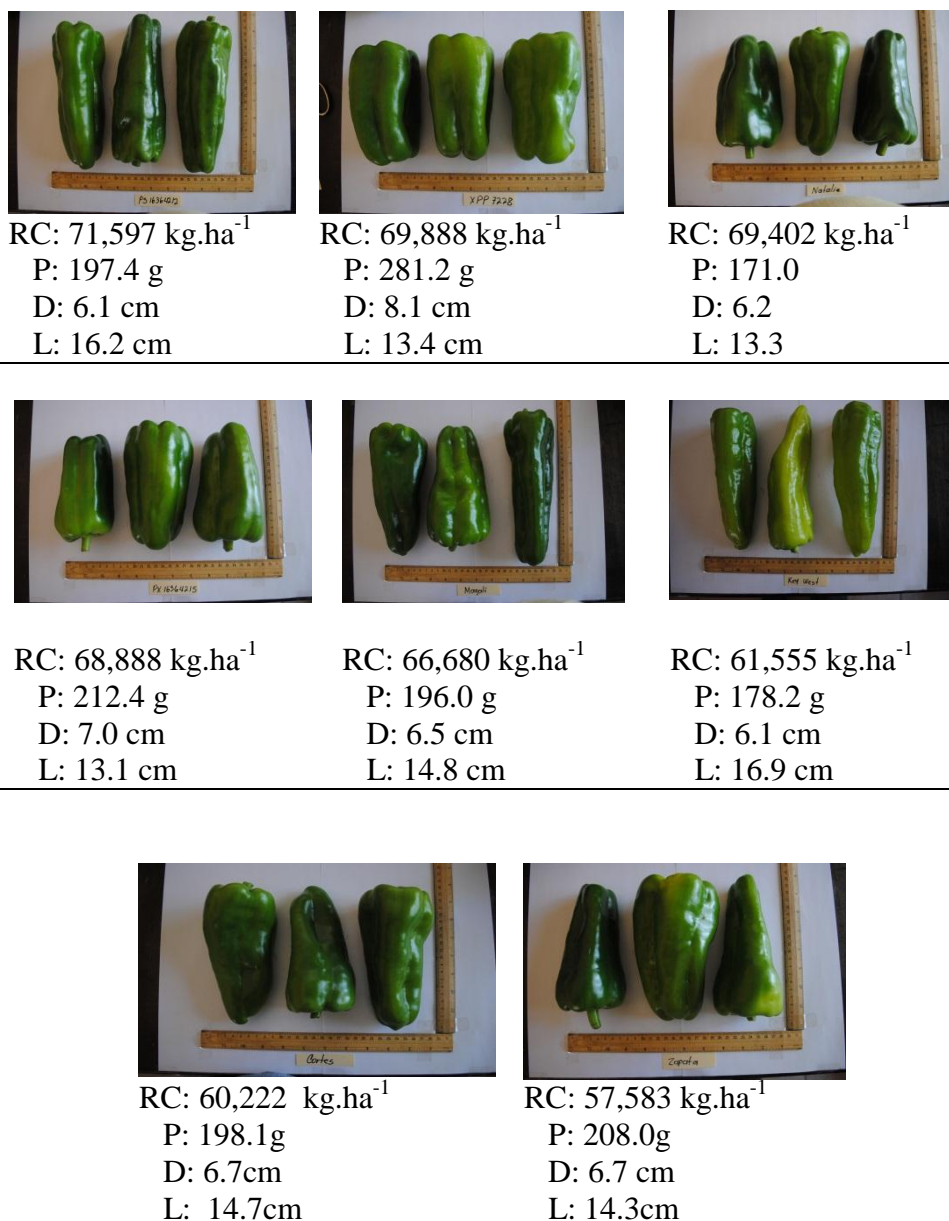 PS16364212
XPP 7228
Natalie
RC: 71,597 kg.ha-1
P: 197.4 g
D: 6.1 cm
L: 16.2 cm
RC: 69,888 kg.ha-1
P: 281.2 g
D: 8.1 cm
L: 13.4 cm
RC: 69,402 kg.ha-1
P: 171.0
D: 6.2
L: 13.3
PX16364215
Magali
Key West
RC: 68,888 kg.ha-1
P: 212.4 g
D: 7.0 cm
L: 13.1 cm
RC: 66,680 kg.ha-1
P: 196.0 g
D: 6.5 cm
L: 14.8 cm
RC: 61,555 kg.ha-1
P: 178.2 g
D: 6.1 cm
L: 16.9 cm
Cortes
Zapata
RC: 60,222 kg.ha-1
P: 198.1g
D: 6.7cm
L: 14.7cm
RC: 57,583 kg.ha-1
P: 208.0g
D: 6.7 cm
L: 14.3cm